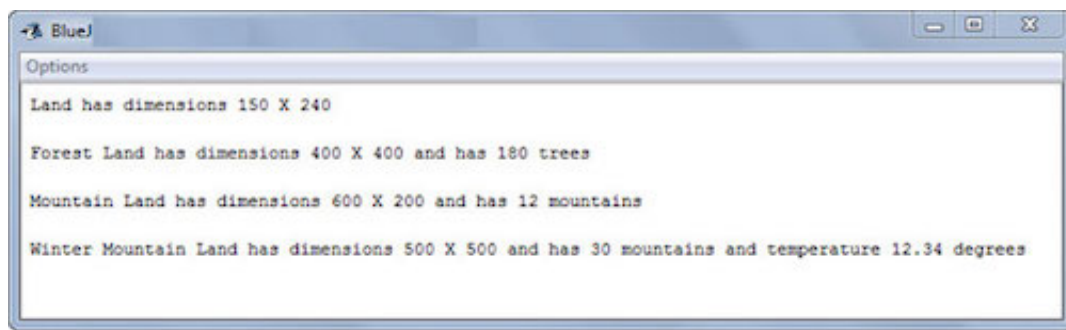 BlueJ
Options
Land has dimensions 150 X 240
Forest Land has dimensions 400 X 400 and has 180 trees
Mountain Land has dimensions 600 X 200 and has 12 mountains
Winter Mountain Land has dimensions 500 X 500 and has 30 mountains and temperature 12.34 degrees